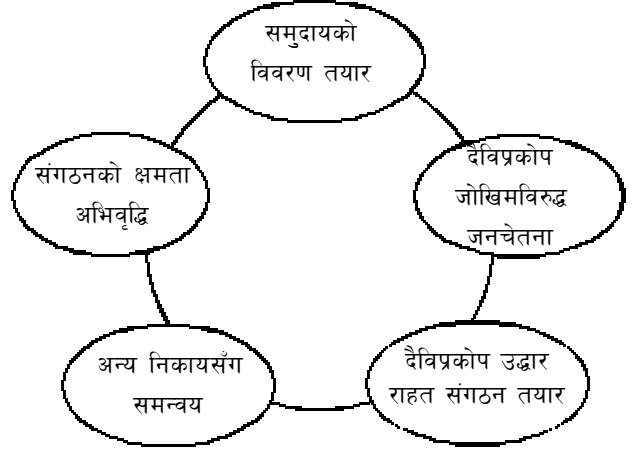 समुदायको
विवरण तयार
दैविप्रकोप
जोखिमविरुद्ध
जनचेतना
दैविप्रकोप उद्धार
राहत संगठन तयार
अन्य निकायसँग
समन्वय
संगठनको क्षमता
अभिवृद्धि